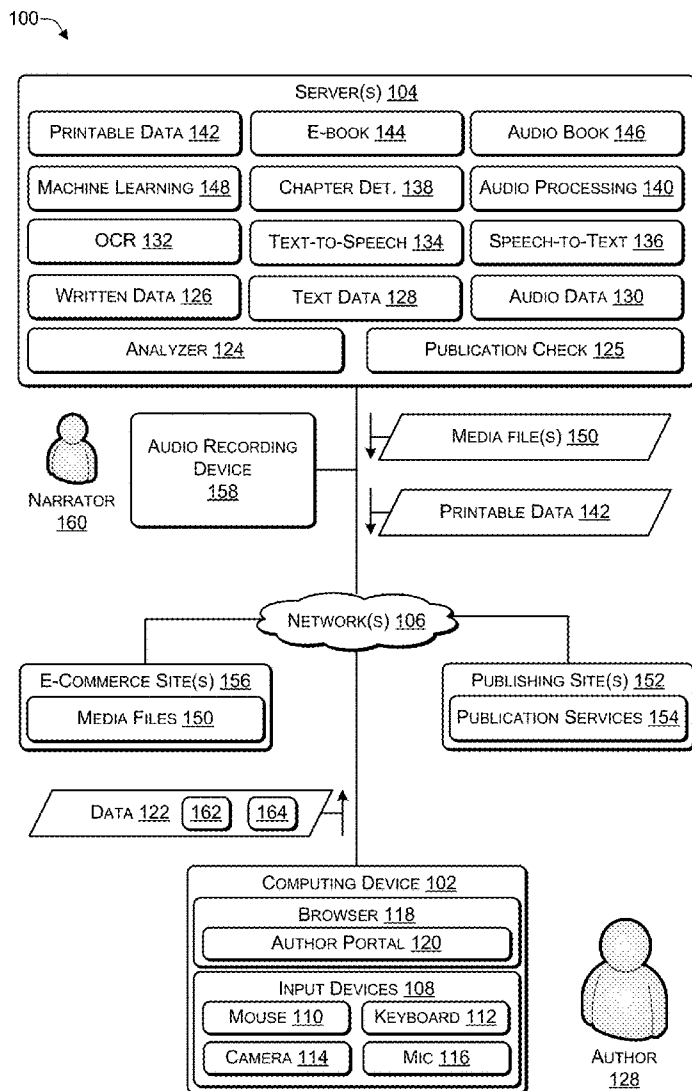 100
SERVER(S) 104
PRINTABLE DATA 142
E-BOOK 144
AUDIO BOOK 146
MACHINE LEARNING 148
CHAPTER DET. 138
AUDIO PROCESSING 140
OCR 132
TEXT-TO-SPEECH 134
SPEECH-TO-TEXT 136
WRITTEN DATA 126
TEXT DATA 128
AUDIO DATA 130
ANALYZER 124
PUBLICATION CHECK 125
NARRATOR
160
AUDIO RECORDING
DEVICE
158
MEDIA FILE(S) 150
PRINTABLE DATA 142
NETWORK(S) 106
E-COMMERCE SITE(S) 156
MEDIA FILES 150
PUBLISHING SITE(S) 152
PUBLICATION SERVICES 154
DATA 122 162 164
COMPUTING DEVICE 102
BROWSER 118
AUTHOR PORTAL 120
INPUT DEVICES 108
MOUSE 110
KEYBOARD 112
CAMERA 114
MIC 116
AUTHOR
128